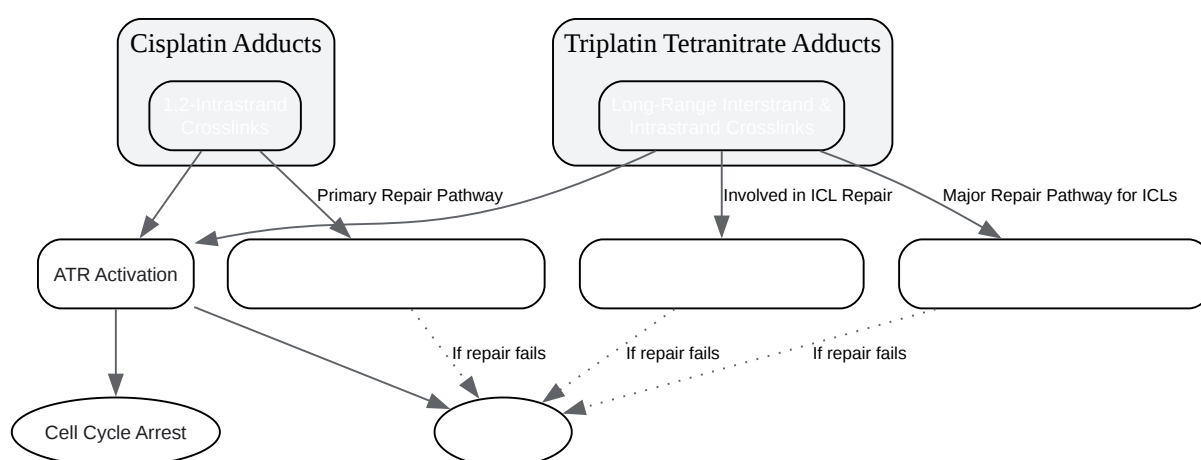 Cisplatin Adducts
Triplatin Tetranitrate Adducts
1,2-Intrastrand
Crosslinks
Long-Range Interstrand &
Intrastrand Crosslinks
Primary Repair Pathway
Involved in ICL Repair
Major Repair Pathway for ICLs
ATR Activation
If repair fails
If repair fails
If repair fails
Cell Cycle Arrest